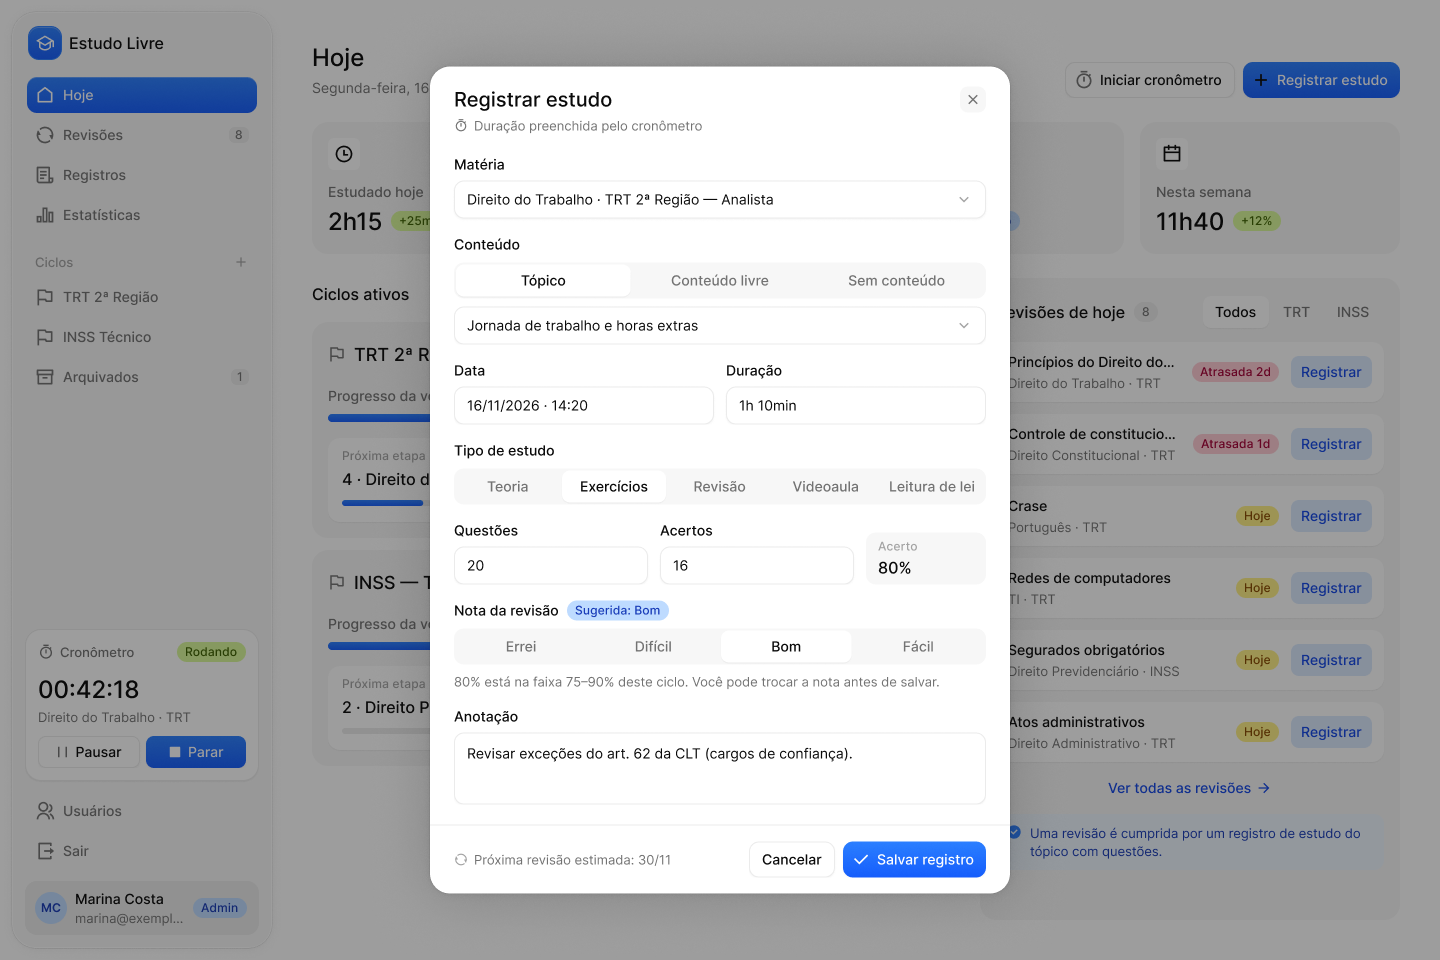 Estudo Livre
Hoje
Revisões 8
Registros
Estatísticas
Ciclos
TRT 2ª Região
INSS Técnico
Arquivados 1
Cronômetro Rodando
00:42:18
Direito do Trabalho · TRT
Pausar Parar
Usuários
Sair
MC Marina Costa
marina@exempl... Admin
Hoje
Segunda-feira, 16
Iniciar cronômetro Registrar estudo
Estudado hoje
2h15 +25m
Nesta semana
11h40 +12%
Ciclos ativos
TRT 2ª R
Progresso da v
Próxima etapa
4 · Direito d
INSS — T
Progresso da v
Próxima etapa
2 · Direito P
Registrar estudo
Duração preenchida pelo cronômetro
Matéria
Direito do Trabalho · TRT 2ª Região — Analista
Conteúdo
Tópico Conteúdo livre Sem conteúdo
Jornada de trabalho e horas extras
Data Duração
16/11/2026 · 14:20 1h 10min
Tipo de estudo
Teoria Exercícios Revisão Videoaula Leitura de lei
Questões Acertos
20 16
Acerto
80%
Nota da revisão Sugerida: Bom
Errei Difícil Bom Fácil
80% está na faixa 75–90% deste ciclo. Você pode trocar a nota antes de salvar.
Anotação
Revisar exceções do art. 62 da CLT (cargos de confiança).
Próxima revisão estimada: 30/11
Cancelar Salvar registro
evisões de hoje 8 Todos TRT INSS
Princípios do Direito do...
Direito do Trabalho · TRT
Atrasada 2d Registrar
Controle de constitucio...
Direito Constitucional · TRT
Atrasada 1d Registrar
Crase
Português · TRT
Hoje Registrar
Redes de computadores
TI · TRT
Hoje Registrar
Segurados obrigatórios
Direito Previdenciário · INSS
Hoje Registrar
Atos administrativos
Direito Administrativo · TRT
Hoje Registrar
Ver todas as revisões
Uma revisão é cumprida por um registro de estudo do
tópico com questões.